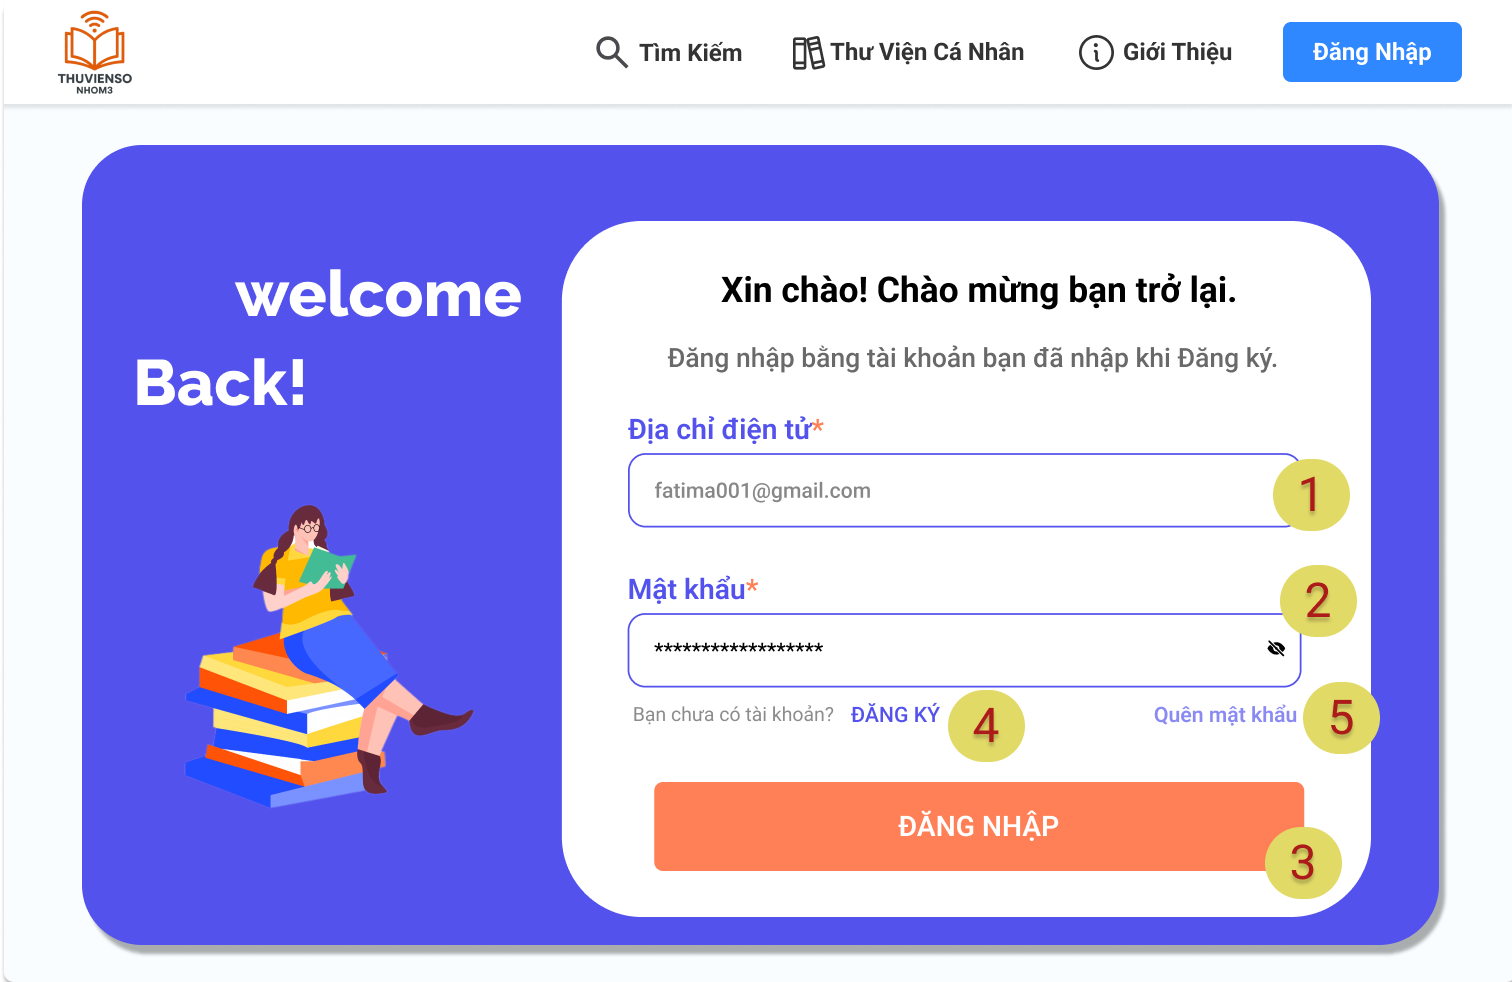 THUVIENSO
NHOM3
Tìm Kiếm
Thư Viện Cá Nhân
Giới Thiệu
Đăng Nhập
welcome
Back!
Xin chào! Chào mừng bạn trở lại.
Đăng nhập bằng tài khoản bạn đã nhập khi Đăng ký.
Địa chỉ điện tử*
fatima001@gmail.com
1
Mật khẩu*
2
******************
Bạn chưa có tài khoản? ĐĂNG KÝ
4
Quên mật khẩu
5
ĐĂNG NHẬP
3